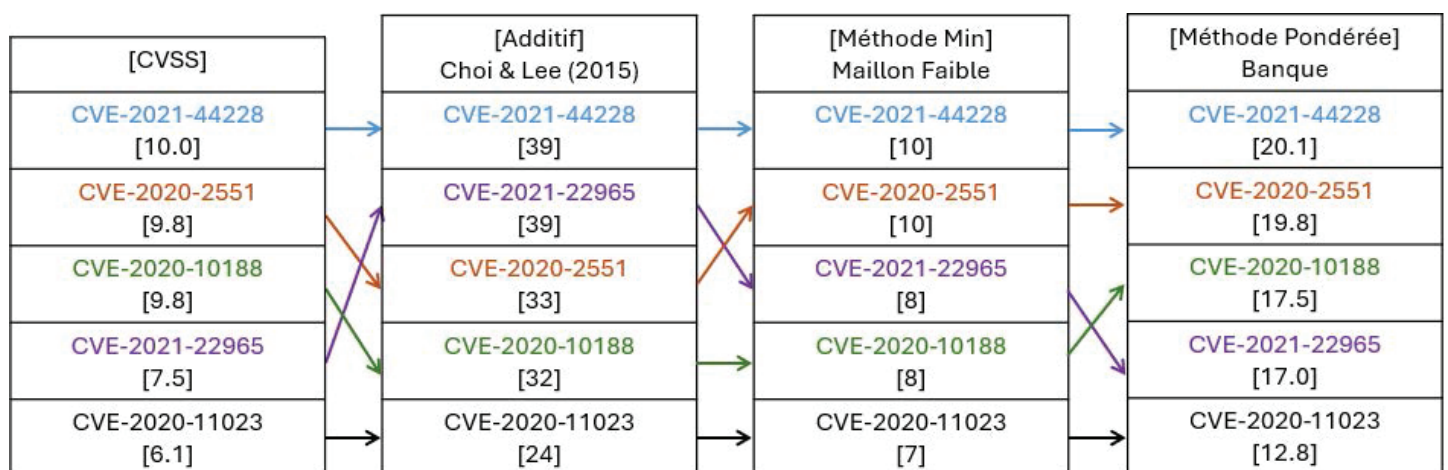 [CVSS]
CVE-2021-44228
[10.0]
CVE-2020-2551
[9.8]
CVE-2020-10188
[9.8]
CVE-2021-22965
[7.5]
CVE-2020-11023
[6.1]
[Additif]
Choi & Lee (2015)
CVE-2021-44228
[39]
CVE-2021-22965
[39]
CVE-2020-2551
[33]
CVE-2020-10188
[32]
CVE-2020-11023
[24]
[Méthode Min]
Maillon Faible
CVE-2021-44228
[10]
CVE-2020-2551
[10]
CVE-2021-22965
[8]
CVE-2020-10188
[8]
CVE-2020-11023
[7]
[Méthode Pondérée]
Banque
CVE-2021-44228
[20.1]
CVE-2020-2551
[19.8]
CVE-2020-10188
[17.5]
CVE-2021-22965
[17.0]
CVE-2020-11023
[12.8]